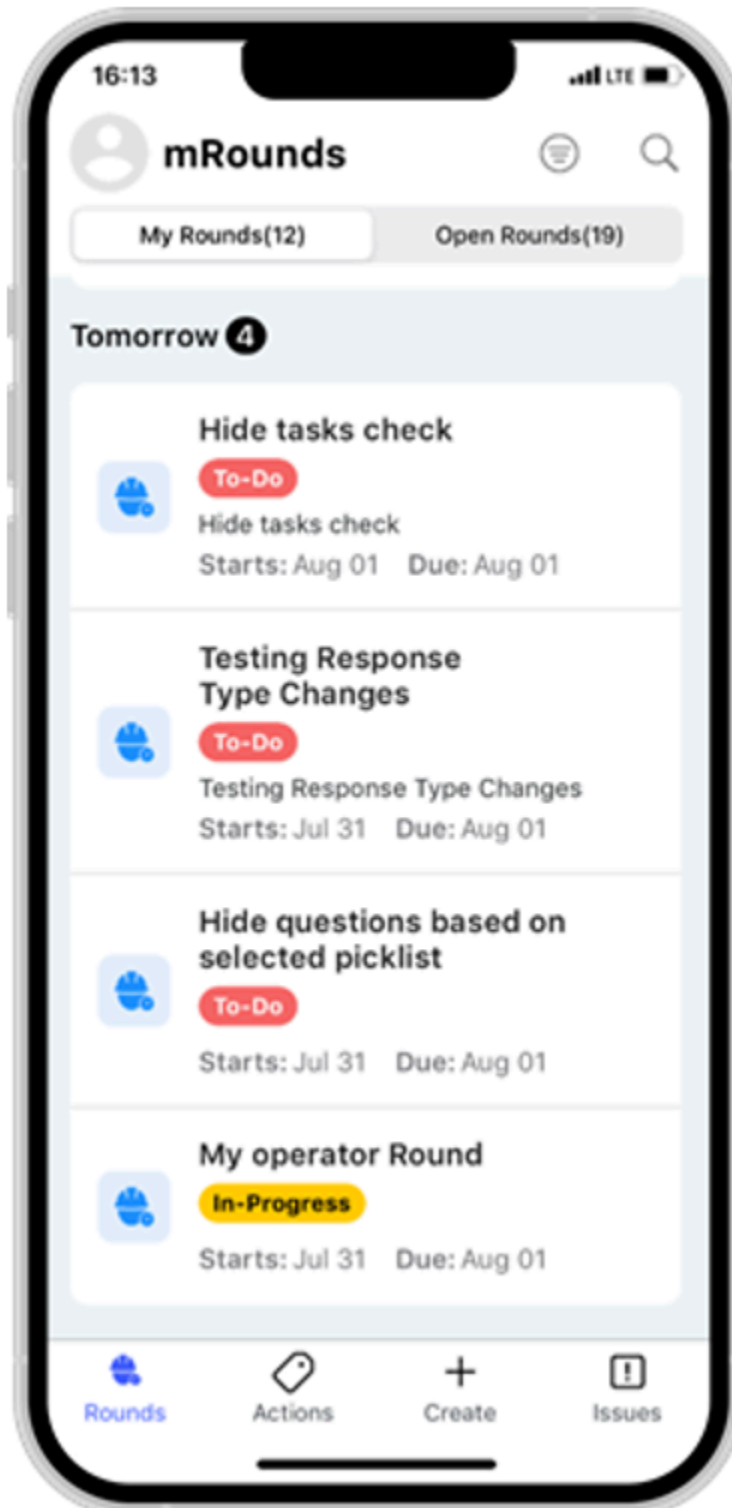 16:13 LTE
mRounds
My Rounds(12) Open Rounds(19)
Tomorrow 4
Hide tasks check
To-Do
Hide tasks check
Starts: Aug 01 Due: Aug 01
Testing Response
Type Changes
To-Do
Testing Response Type Changes
Starts: Jul 31 Due: Aug 01
Hide questions based on
selected picklist
To-Do
Starts: Jul 31 Due: Aug 01
My operator Round
In-Progress
Starts: Jul 31 Due: Aug 01
Rounds Actions Create Issues